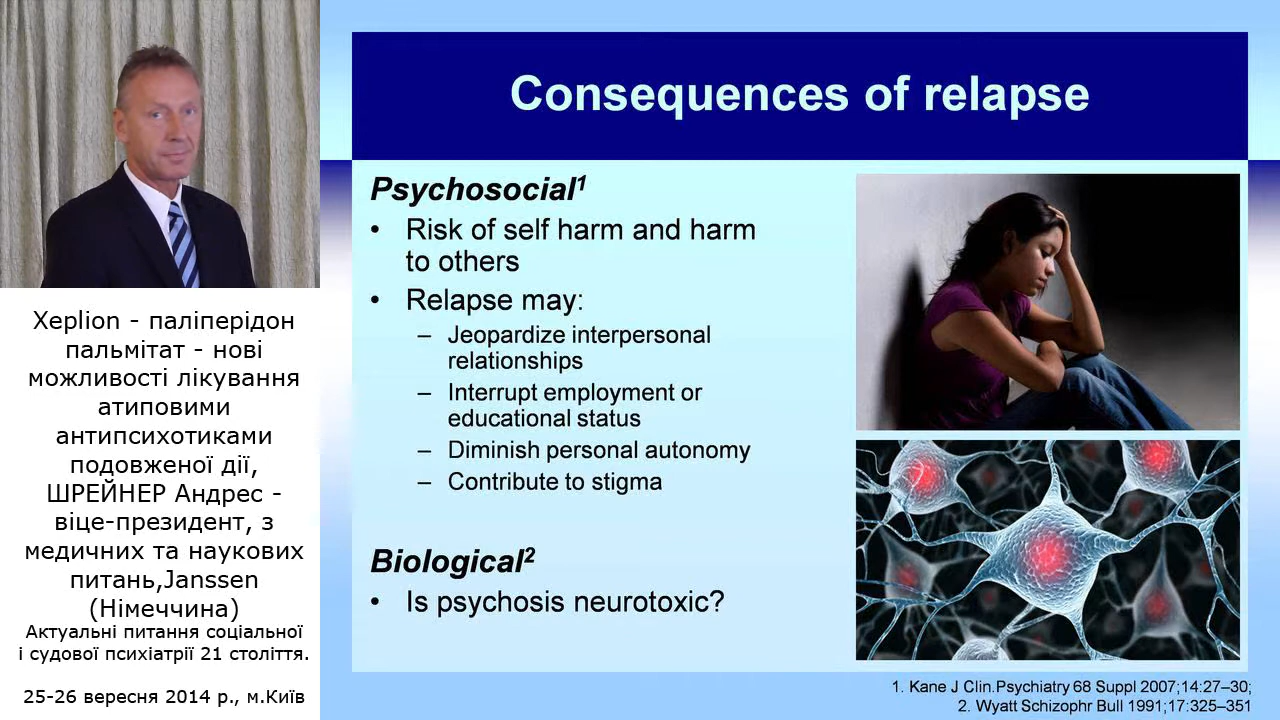 Consequences of relapse
Psychosocial1
• Risk of self harm and harm
to others
• Relapse may:
– Jeopardize interpersonal
relationships
– Interrupt employment or
educational status
– Diminish personal autonomy
– Contribute to stigma
Biological2
• Is psychosis neurotoxic?
1. Kane J Clin.Psychiatry 68 Suppl 2007;14:27–30;
2. Wyatt Schizophr Bull 1991;17:325–351
Xeplion - паліперідон
пальмітат - нові
можливості лікування
атиповими
антипсихотиками
подовженої дії,
ШРЕЙНЕР Андрес -
віце-президент, з
медичних та наукових
питань,Janssen
(Німеччина)
Актуальні питання соціальної
і судової психіатрії 21 століття.
25-26 вересня 2014 р., м.Київ